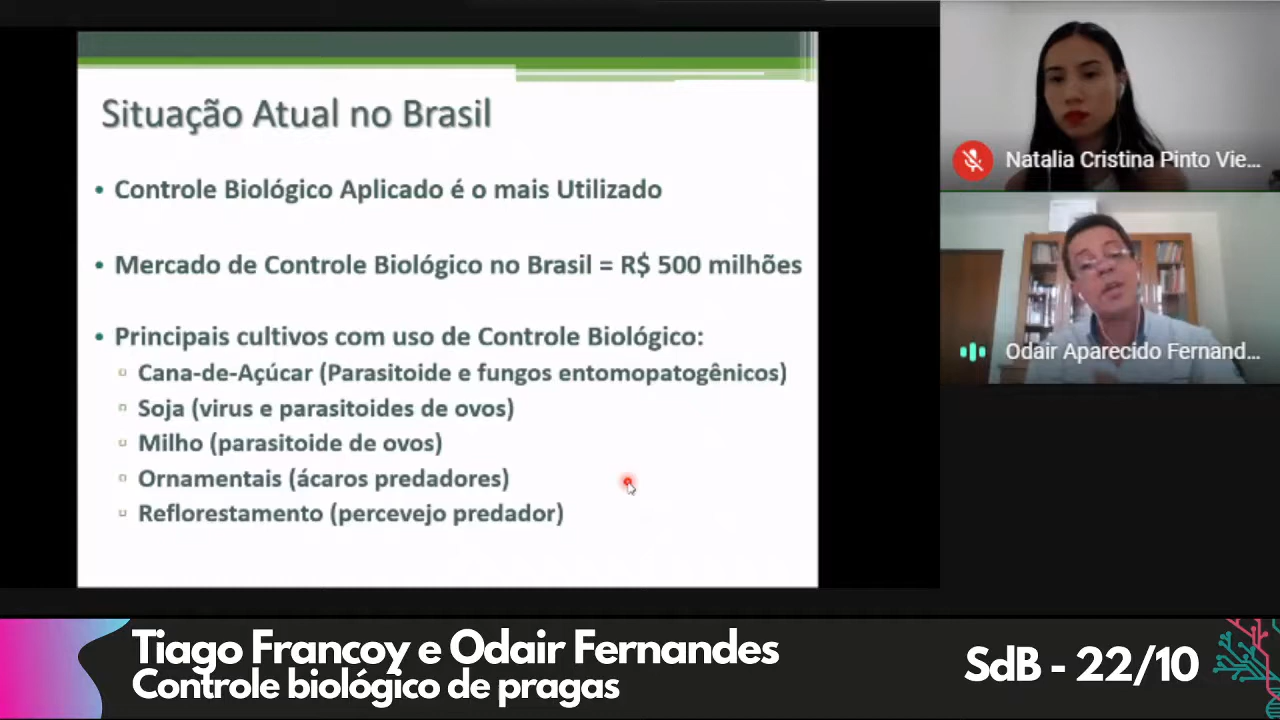 Situação Atual no Brasil
• Controle Biológico Aplicado é o mais Utilizado
• Mercado de Controle Biológico no Brasil = R$ 500 milhões
• Principais cultivos com uso de Controle Biológico:
Cana-de-Açúcar (Parasitoide e fungos entomopatogênicos)
Soja (virus e parasitoides de ovos)
Milho (parasitoide de ovos)
Ornamentais (ácaros predadores)
Reflorestamento (percevejo predador)
Natalia Cristina Pinto Vie...
Odair Aparecido Fernand...
Tiago Francoy e Odair Fernandes
Controle biológico de pragas
SdB - 22/10